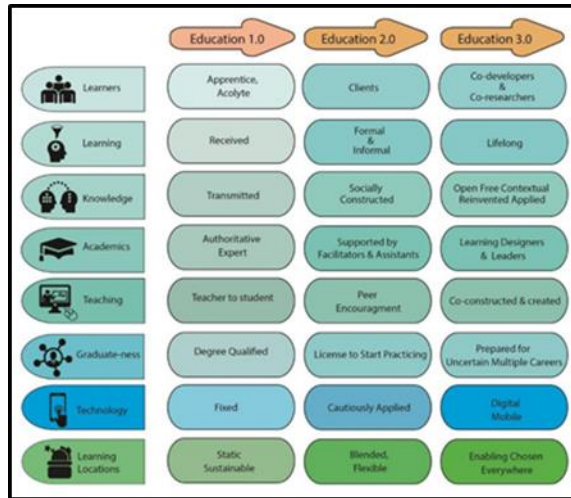 Education 1.0
Education 2.0
Education 3.0
Learners
Apprentice,
Acolyte
Clients
Co-developers
&
Co-researchers
Learning
Received
Formal
&
Informal
Lifelong
Knowledge
Transmitted
Socially
Constructed
Open Free Contextual
Reinvented Applied
Academics
Authoritative
Expert
Supported by
Facilitators & Assistants
Learning Designers
& Leaders
Teaching
Teacher to student
Peer
Encouragment
Co-constructed & created
Graduate-ness
Degree Qualified
License to Start Practicing
Prepared for
Uncertain Multiple Careers
Technology
Fixed
Cautiously Applied
Digital
Mobile
Learning
Locations
Static
Sustainable
Blended,
Flexible
Enabling Chosen
Everywhere